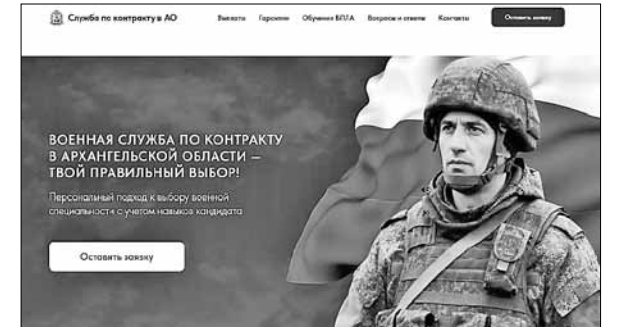 Служба по контракту в АО
Выплаты
Гарантии
Обучение БПЛА
Вопросы и ответы
Контакты
Оставить заявку
ВОЕННАЯ СЛУЖБА ПО КОНТРАКТУ
В АРХАНГЕЛЬСКОЙ ОБЛАСТИ –
ТВОЙ ПРАВИЛЬНЫЙ ВЫБОР!
Персональный подход к выбору военной
специальности с учетом навыков кандидата
Оставить заявку